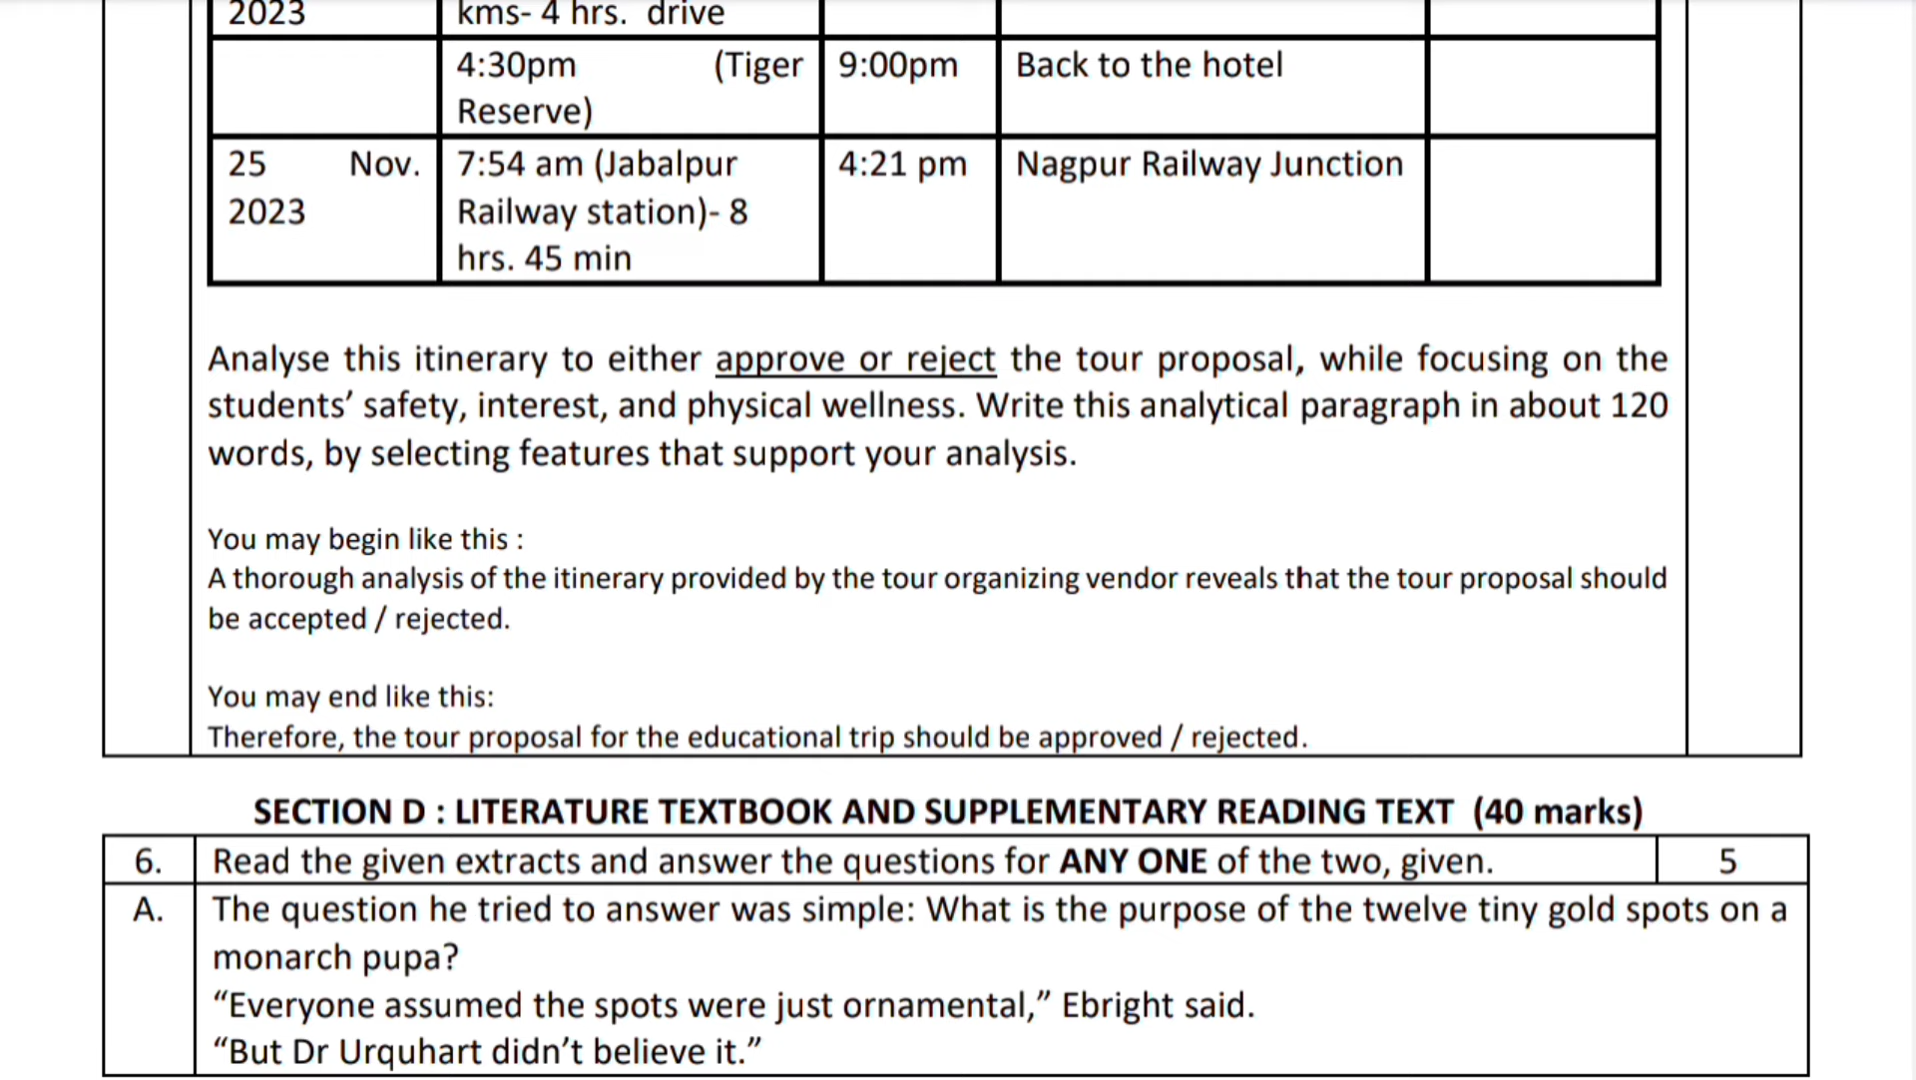 2023 kms- 4 hrs. drive
4:30pm (Tiger 9:00pm Back to the hotel
Reserve)
25 Nov. 7:54 am (Jabalpur 4:21 pm Nagpur Railway Junction
2023 Railway station)- 8
hrs. 45 min
Analyse this itinerary to either approve or reject the tour proposal, while focusing on the
students’ safety, interest, and physical wellness. Write this analytical paragraph in about 120
words, by selecting features that support your analysis.
You may begin like this :
A thorough analysis of the itinerary provided by the tour organizing vendor reveals that the tour proposal should
be accepted / rejected.
You may end like this:
Therefore, the tour proposal for the educational trip should be approved / rejected.
SECTION D : LITERATURE TEXTBOOK AND SUPPLEMENTARY READING TEXT (40 marks)
6. Read the given extracts and answer the questions for ANY ONE of the two, given. 5
A. The question he tried to answer was simple: What is the purpose of the twelve tiny gold spots on a
monarch pupa?
“Everyone assumed the spots were just ornamental,” Ebright said.
“But Dr Urquhart didn’t believe it.”